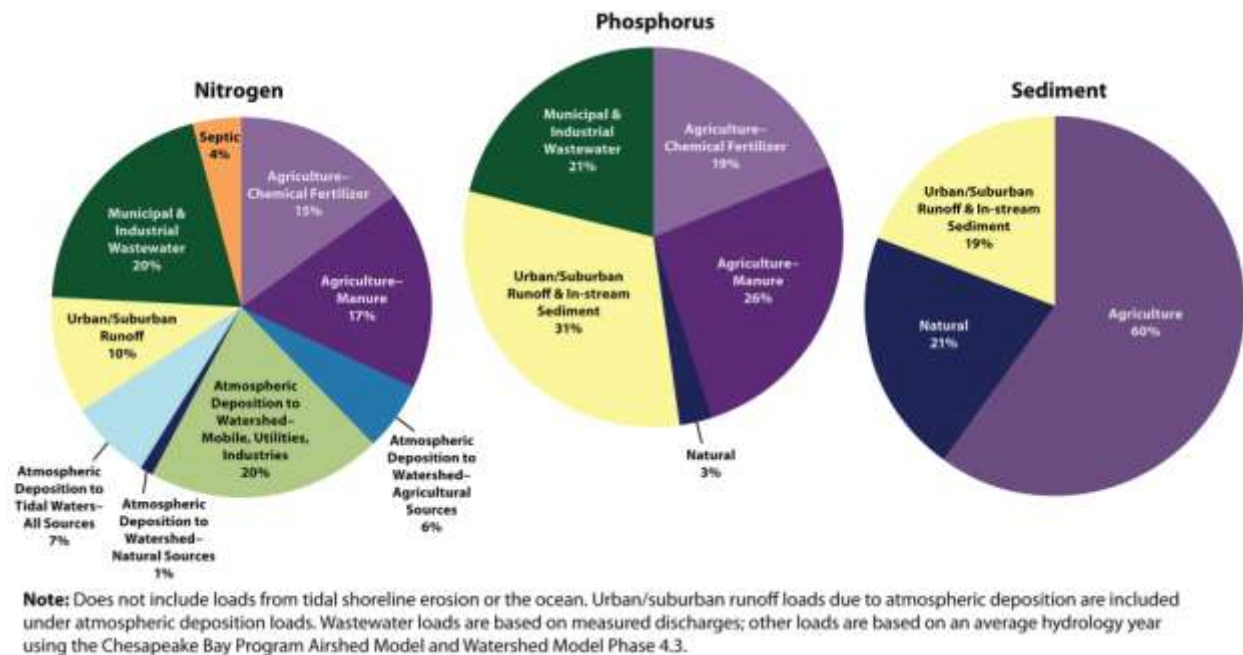 Phosphorus
Nitrogen
Sediment
Septic
4%
Agriculture–
Chemical Fertilizer
15%
Agriculture–
Manure
17%
Atmospheric
Deposition to
Watershed–
Agricultural
Sources
6%
Atmospheric
Deposition to
Watershed–
Mobile, Utilities,
Industries
20%
Atmospheric
Deposition to
Watershed–
Natural Sources
1%
Atmospheric
Deposition to
Tidal Waters–
All Sources
7%
Urban/Suburban
Runoff
10%
Municipal &
Industrial
Wastewater
20%
Municipal &
Industrial
Wastewater
21%
Agriculture–
Chemical Fertilizer
19%
Agriculture–
Manure
26%
Natural
3%
Urban/Suburban
Runoff & In-stream
Sediment
31%
Urban/Suburban
Runoff & In-stream
Sediment
19%
Agriculture
60%
Natural
21%
Note: Does not include loads from tidal shoreline erosion or the ocean. Urban/suburban runoff loads due to atmospheric deposition are included
under atmospheric deposition loads. Wastewater loads are based on measured discharges; other loads are based on an average hydrology year
using the Chesapeake Bay Program Airshed Model and Watershed Model Phase 4.3.